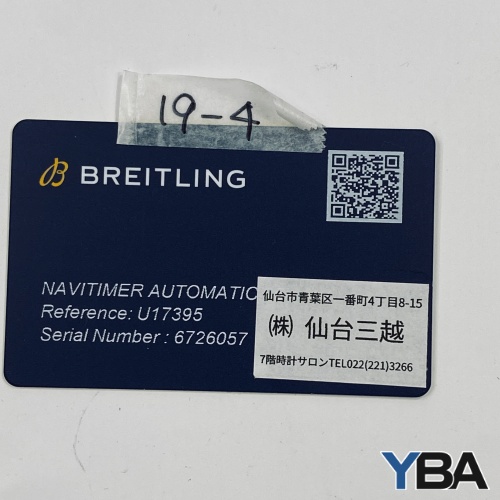 19-4
BREITLING
NAVITIMER AUTOMATIC
Reference: U17395
Serial Number : 6726057
仙台市青葉区一番町4丁目8-15
㈱ 仙台三越
7階時計サロンTEL022(221)3266
YBA